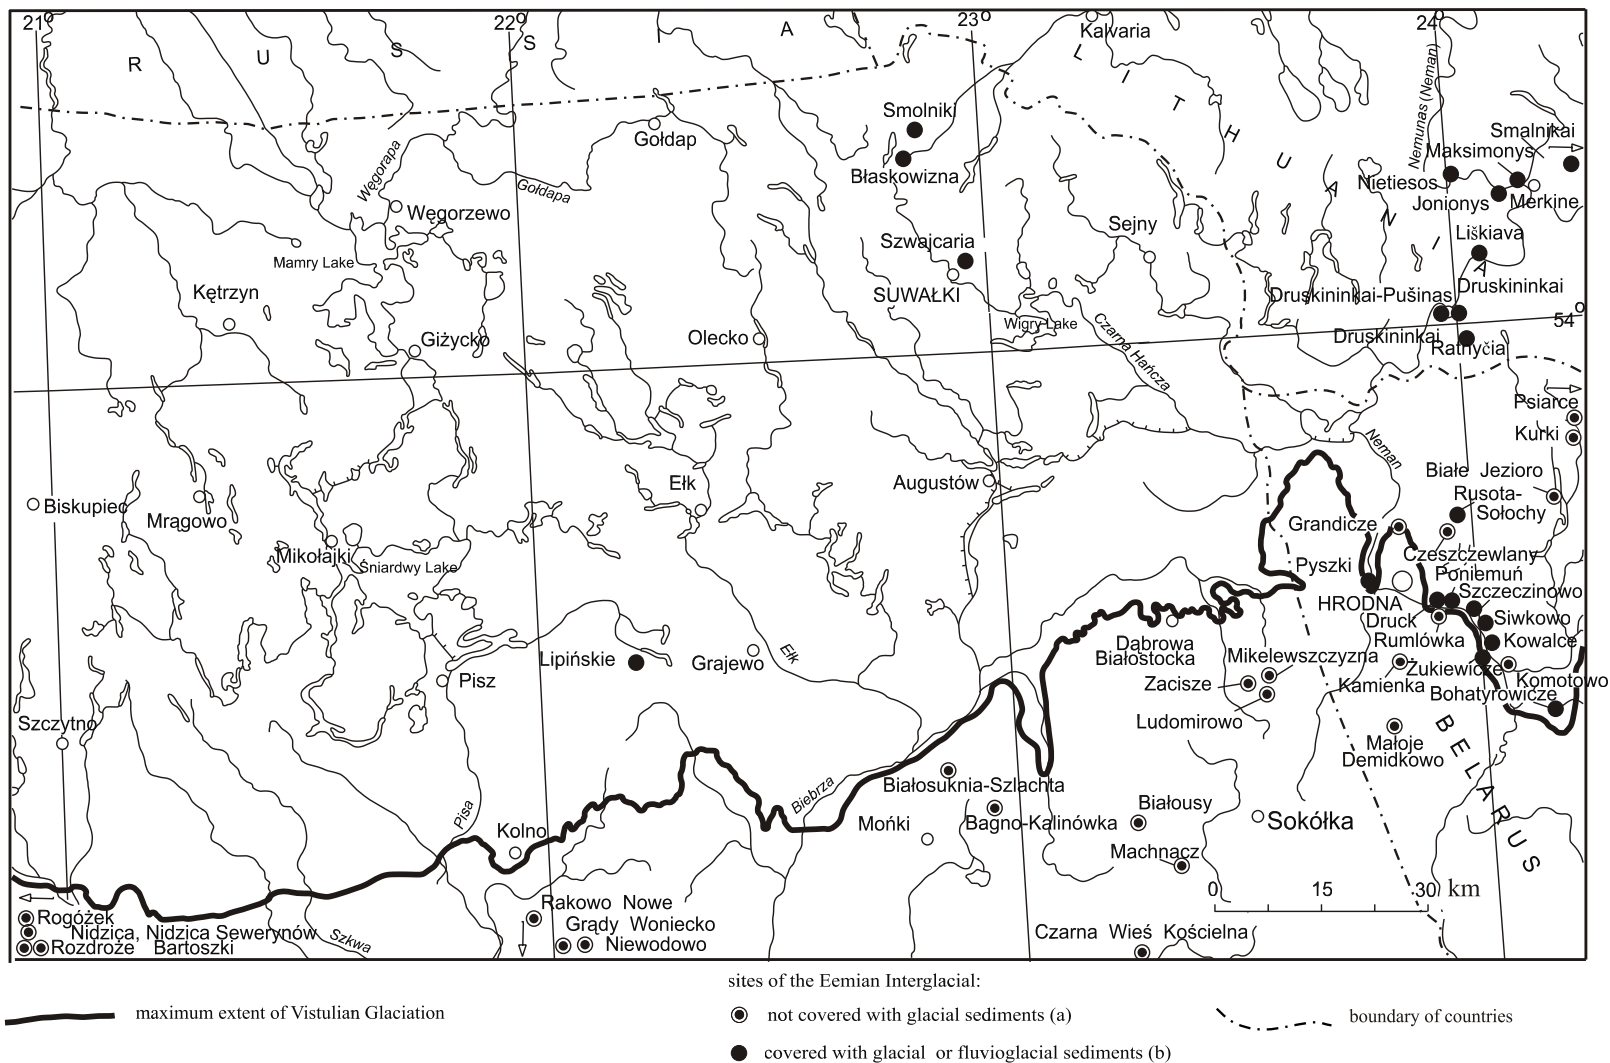 21°
22°
23°
24°
R U S S I A
Kalvaria
L I T H U A N I A
Nemunas (Neman)
Smolniki
Smalnikai
Gołdap
Maksimonys
Węgorapa
Błaskowizna
Nietiesos
Gołdapa
Jonionys
Merkine
Węgorzewo
Sejny
Liškiava
Szwajcaria
Mamry Lake
SUWAŁKI
Druskininkai-Pušinas
Druskininkai
Kętrzyn
54°
Wigry Lake
Czarna Hańcza
Giżycko
Olecko
Druskininkai
Ratnyčia
Psiarce
Kurki
Neman
Białe Jezioro
Ełk
Augustów
Rusota-
Sołochy
Biskupiec
Mrągowo
Grandicze
Mikołajki
Śniardwy Lake
Czeszczewlany
Pyszki
Poniemuń
Szczeczinowo
HRODNA
Druck
Siwkowo
Rumlówka
Kowalce
Dąbrowa
Białostocka
Lipińskie
Grajewo
Ełk
Mikelewszczyzna
Żukiewicze
Pisz
Zacisze
Kamienka
Komotowo
Bohatyrowicze
Ludomirowo
Szczytno
Małoje
Demidkowo
BELARUS
Białosuknia-Szlachta
Biebrza
Pisa
Białousy
Kolno
Mońki
Bagno-Kalinówka
Sokółka
Machnacz
0 15 30 km
Rogóżek
Rakowo Nowe
Nidzica, Nidzica Sewerynów
Szkwa
Grądy Woniecko
Czarna Wieś Kościelna
Rozdroże Bartoszki
Niewodowo
sites of the Eemian Interglacial:
maximum extent of Vistulian Glaciation
not covered with glacial sediments (a)
boundary of countries
covered with glacial or fluvioglacial sediments (b)